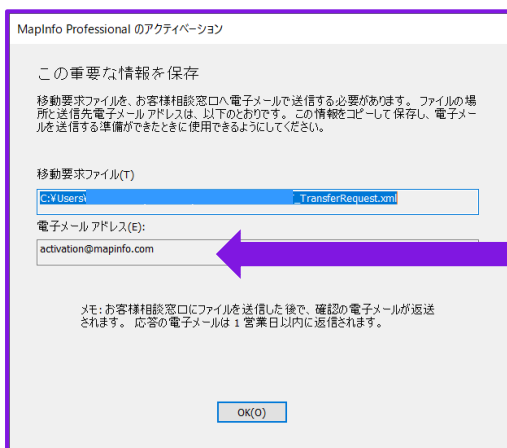 MapInfo Professional のアクティベーション
この重要な情報を保存
移動要求ファイルを、お客様相談窓口へ電子メールで送信する必要があります。 ファイルの場
所と送信先電子メール アドレスは、以下のとおりです。 この情報をコピーして保存し、電子メー
ルを送信する準備ができたときに使用できるようにしてください。
移動要求ファイル(T)
C:¥Users¥ _TransferRequest.xml
電子メール アドレス(E):
activation@mapinfo.com
メモ: お客様相談窓口にファイルを送信した後で、確認の電子メールが返送
されます。 応答の電子メールは 1 営業日以内に返信されます。
OK(O)